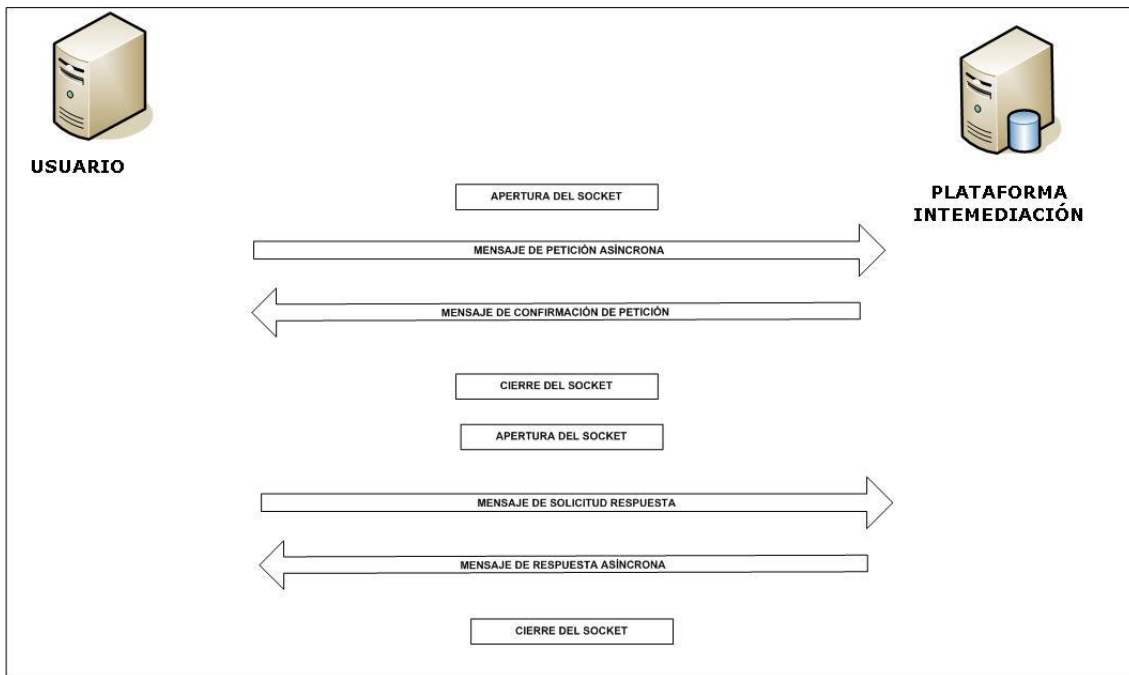 USUARIO
PLATAFORMA
INTEMEDIACIÓN
APERTURA DEL SOCKET
MENSAJE DE PETICIÓN ASÍNCRONA
MENSAJE DE CONFIRMACIÓN DE PETICIÓN
CIERRE DEL SOCKET
APERTURA DEL SOCKET
MENSAJE DE SOLICITUD RESPUESTA
MENSAJE DE RESPUESTA ASÍNCRONA
CIERRE DEL SOCKET